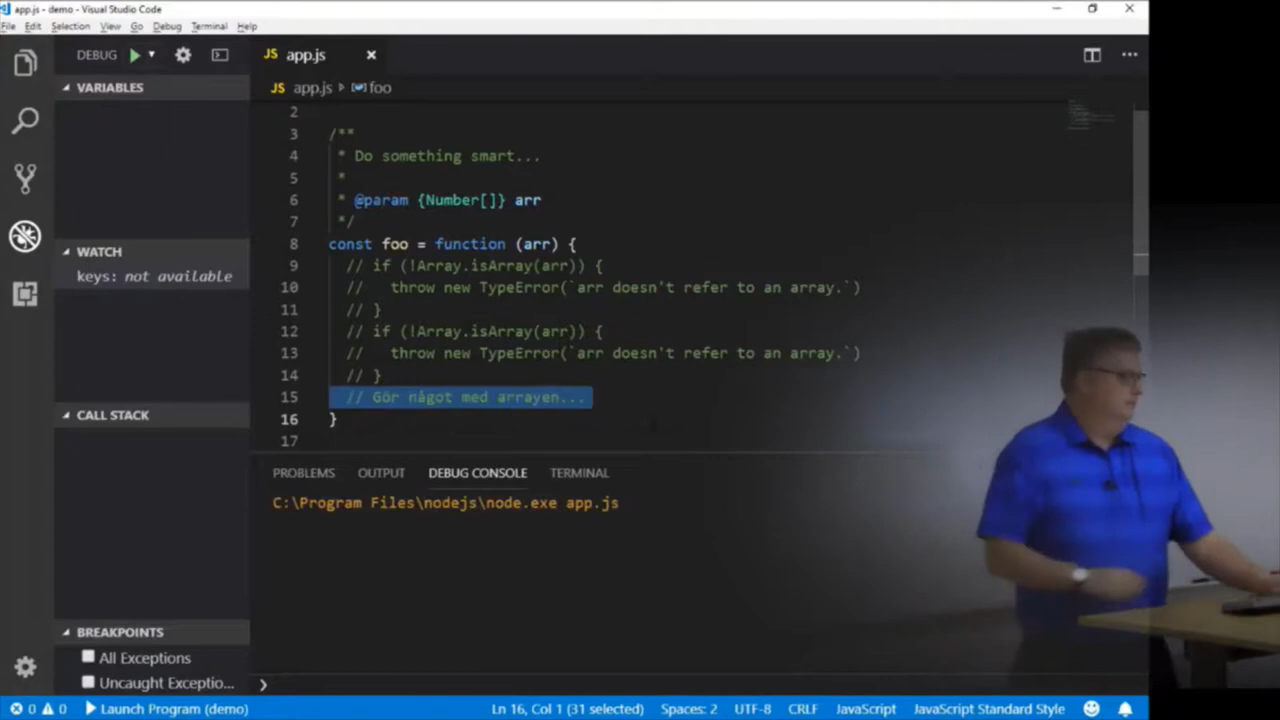 app.js - demo - Visual Studio Code
File Edit Selection View Go Debug Terminal Help
DEBUG
JS app.js
VARIABLES
JS app.js foo
2
3 /**
4 * Do something smart...
5 *
6 * @param {Number[]} arr
7 */
8 const foo = function (arr) {
WATCH
9 // if (!Array.isArray(arr)) {
keys: not available
10 // throw new TypeError(`arr doesn't refer to an array.`)
11 // }
12 // if (!Array.isArray(arr)) {
13 // throw new TypeError(`arr doesn't refer to an array.`)
14 // }
15 // Gör något med arrayen...
CALL STACK
16 }
17
PROBLEMS OUTPUT DEBUG CONSOLE TERMINAL
C:\Program Files\nodejs\node.exe app.js
BREAKPOINTS
All Exceptions
Uncaught Exceptio...
0 0 Launch Program (demo) Ln 16, Col 1 (31 selected) Spaces: 2 UTF-8 CRLF JavaScript JavaScript Standard Style